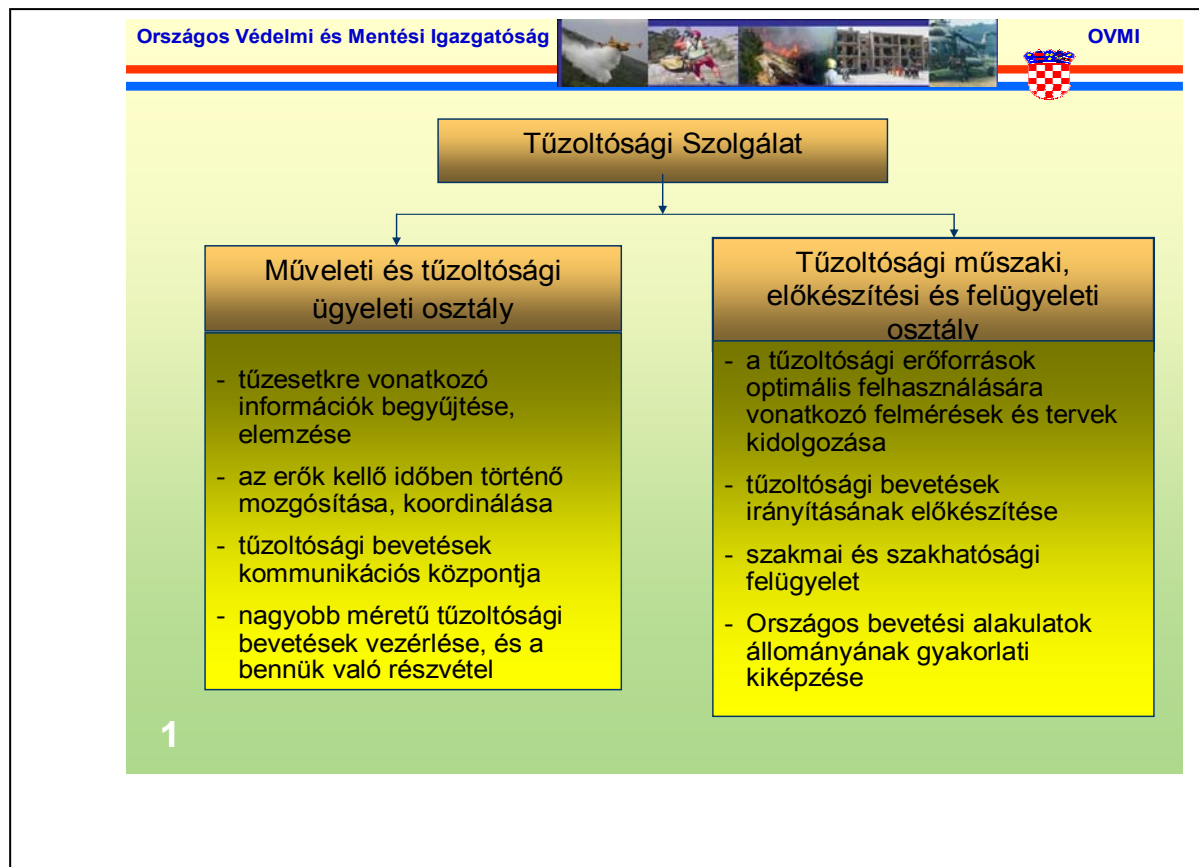 Országos Védelmi és Mentési Igazgatóság
OVMI
Tűzoltósági Szolgálat
Műveleti és tűzoltósági
ügyeleti osztály
- tűzesetkre vonatkozó
információk begyűjtése,
elemzése
- az erők kellő időben történő
mozgósítása, koordinálása
- tűzoltósági bevetések
kommunikációs központja
- nagyobb méretű tűzoltósági
bevetések vezérlése, és a
bennük való részvétel
Tűzoltósági műszaki,
előkészítési és felügyeleti
osztály
- a tűzoltósági erőforrások
optimális felhasználására
vonatkozó felmérések és tervek
kidolgozása
- tűzoltósági bevetések
irányításának előkészítése
- szakmai és szakhatósági
felügyelet
- Országos bevetési alakulatok
állományának gyakorlati
kiképzése
1